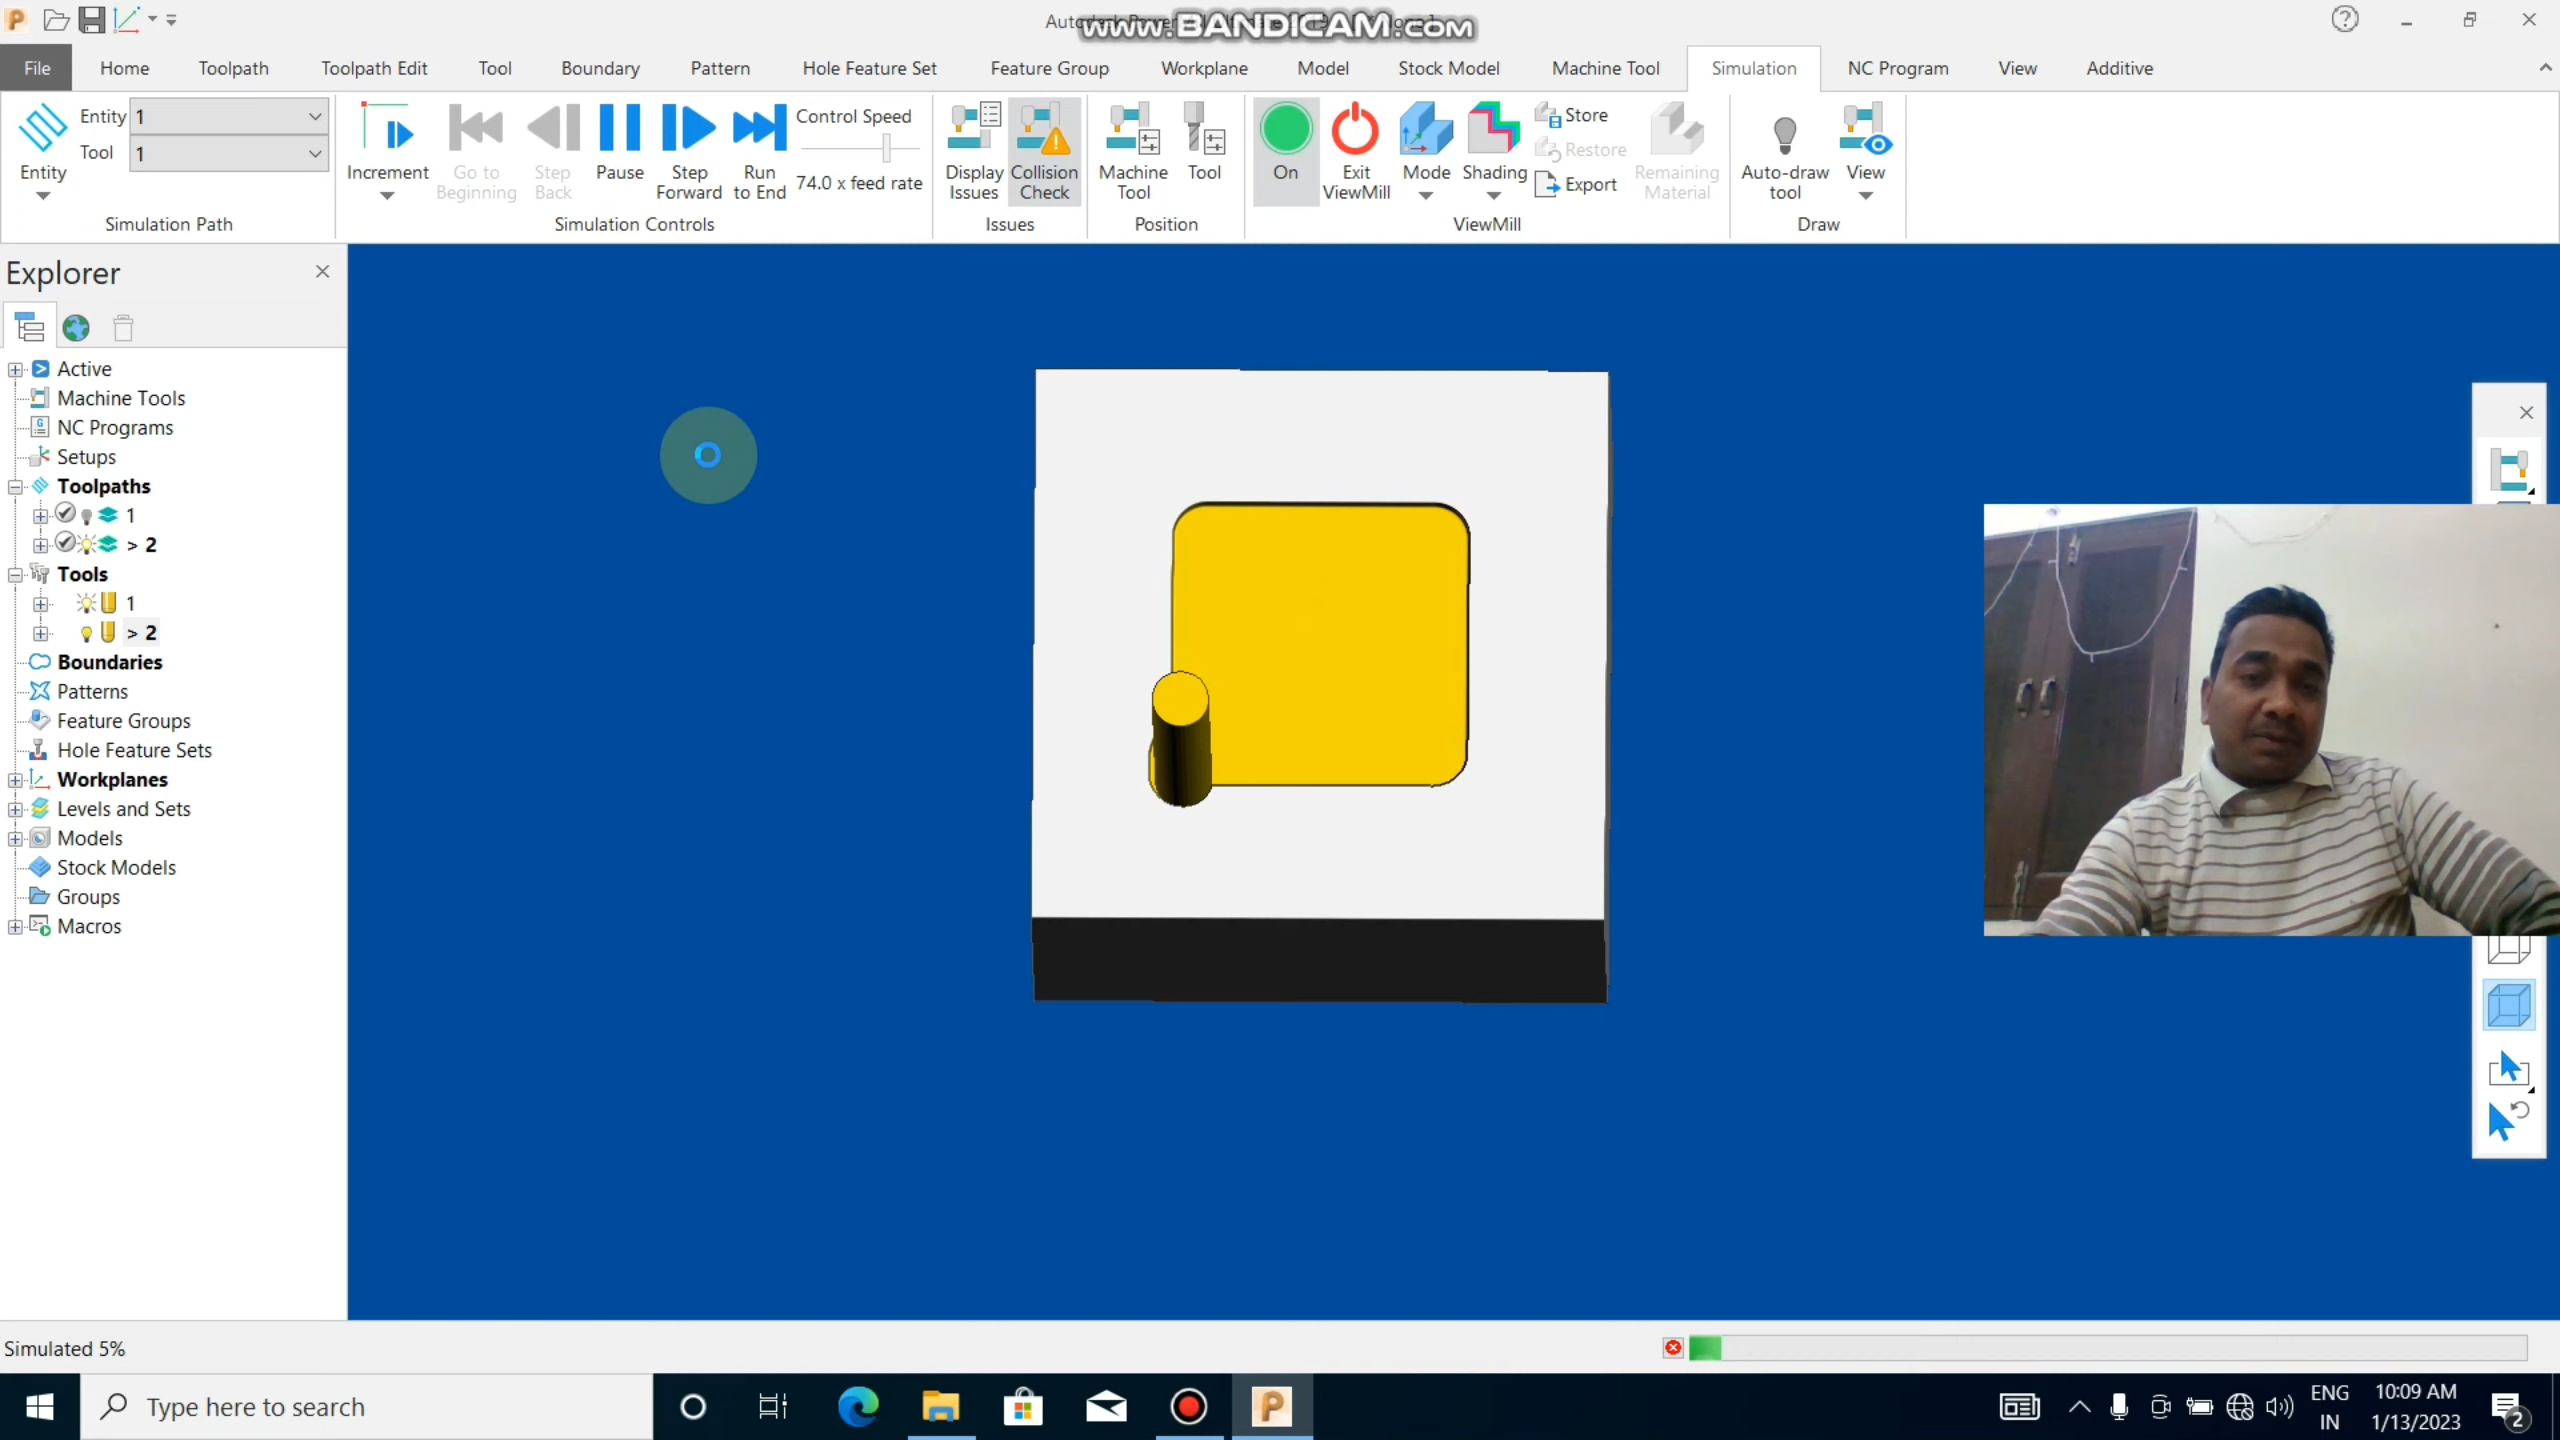 www.BANDICAM.com
File Home Toolpath Toolpath Edit Tool Boundary Pattern Hole Feature Set Feature Group Workplane Model Stock Model Machine Tool Simulation NC Program View Additive
Entity 1
Tool 1
Entity
Simulation Path
Increment
Go to Beginning
Step Back
Pause
Step Forward
Run to End
Control Speed
74.0 x feed rate
Simulation Controls
Display Issues
Collision Check
Issues
Machine Tool
Tool
Position
On
Exit ViewMill
Mode
Shading
Store
Restore
Export
Remaining Material
ViewMill
Auto-draw tool
View
Draw
Explorer
Active
Machine Tools
NC Programs
Setups
Toolpaths
1
> 2
Tools
1
> 2
Boundaries
Patterns
Feature Groups
Hole Feature Sets
Workplanes
Levels and Sets
Models
Stock Models
Groups
Macros
Simulated 5%
Type here to search
ENG
IN
10:09 AM
1/13/2023
2